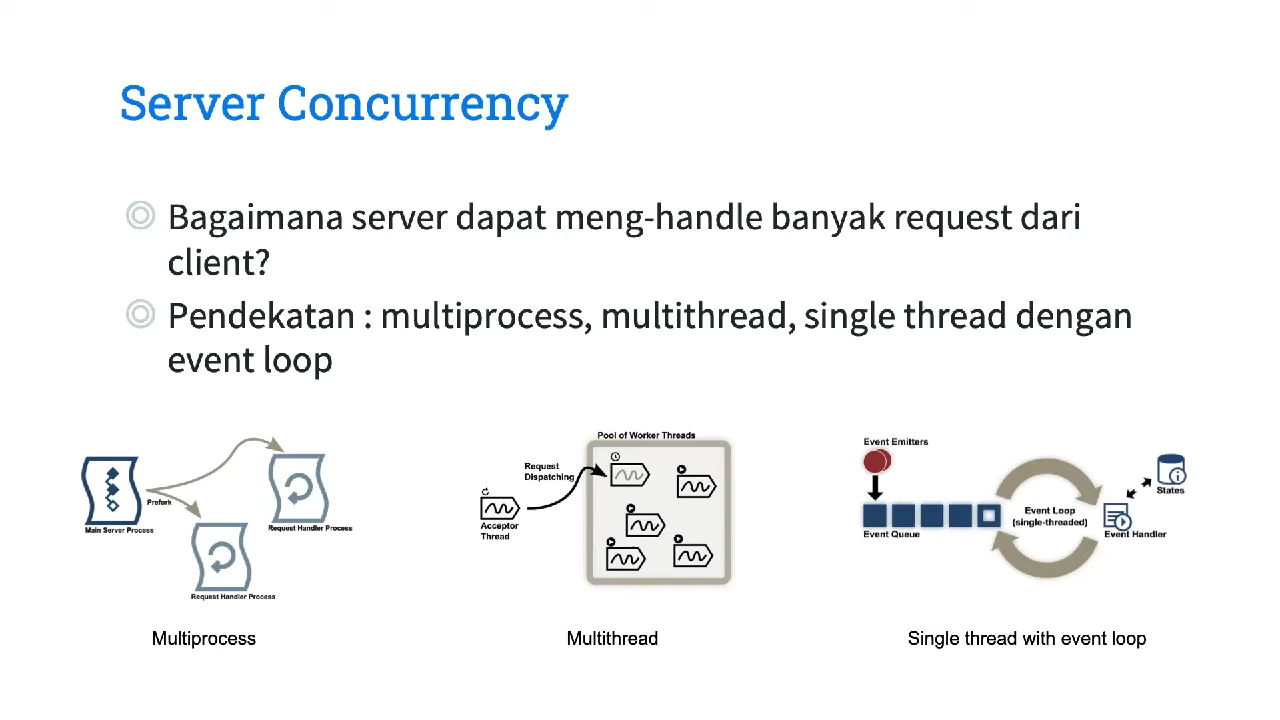 Server Concurrency
Bagaimana server dapat meng-handle banyak request dari
client?
Pendekatan : multiprocess, multithread, single thread dengan
event loop
Main Server Process
Prefork
Request Handler Process
Request Handler Process
Multiprocess
Pool of Worker Threads
Request
Dispatching
Acceptor
Thread
Multithread
Event Emitters
Event Queue
Event Loop
(single-threaded)
States
Event Handler
Single thread with event loop